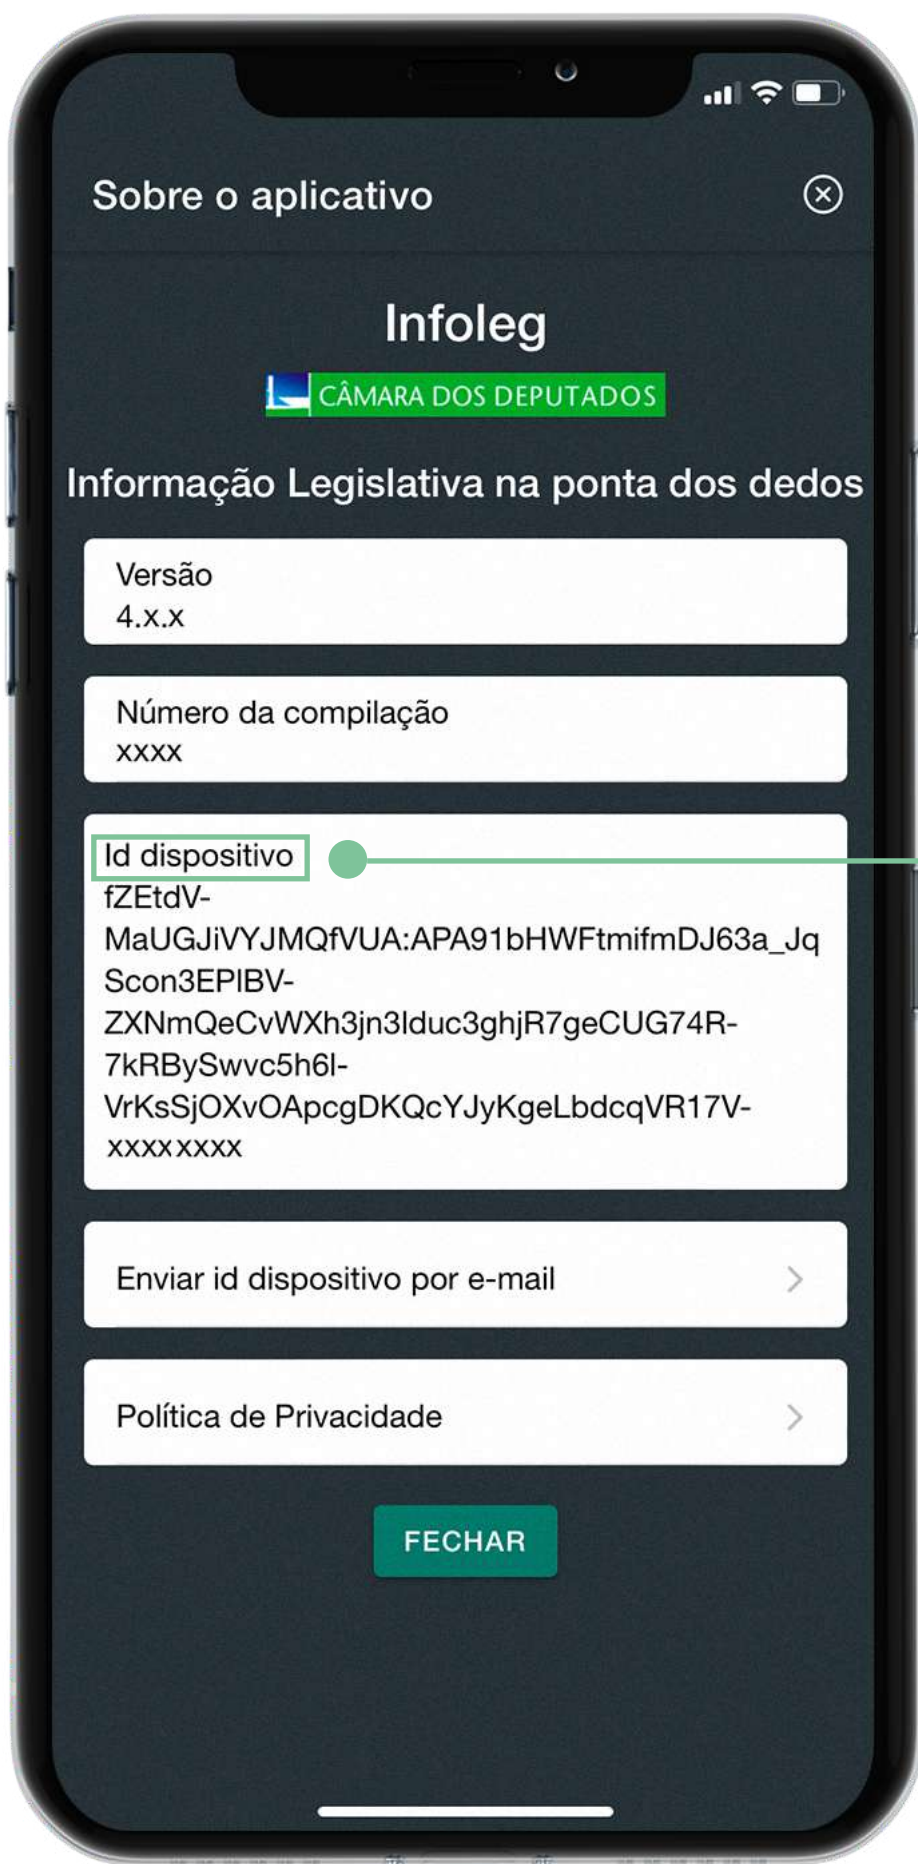 Sobre o aplicativo
Infoleg
CÂMARA DOS DEPUTADOS
Informação Legislativa na ponta dos dedos
Versão
4.x.x
Número da compilação
xxxx
Id dispositivo
fZEtdV-
MaUGJiVYJMQfVUA:APA91bHWFtmifmDJ63a_Jq
Scon3EPIBV-
ZXNmQeCvWXh3jn3lduc3ghjR7geCUG74R-
7kRBySwvc5h6l-
VrKsSjOXvOApcgDKQcYJyKgeLbdcqVR17V-
xxxxxxxx
Enviar id dispositivo por e-mail
Política de Privacidade
FECHAR